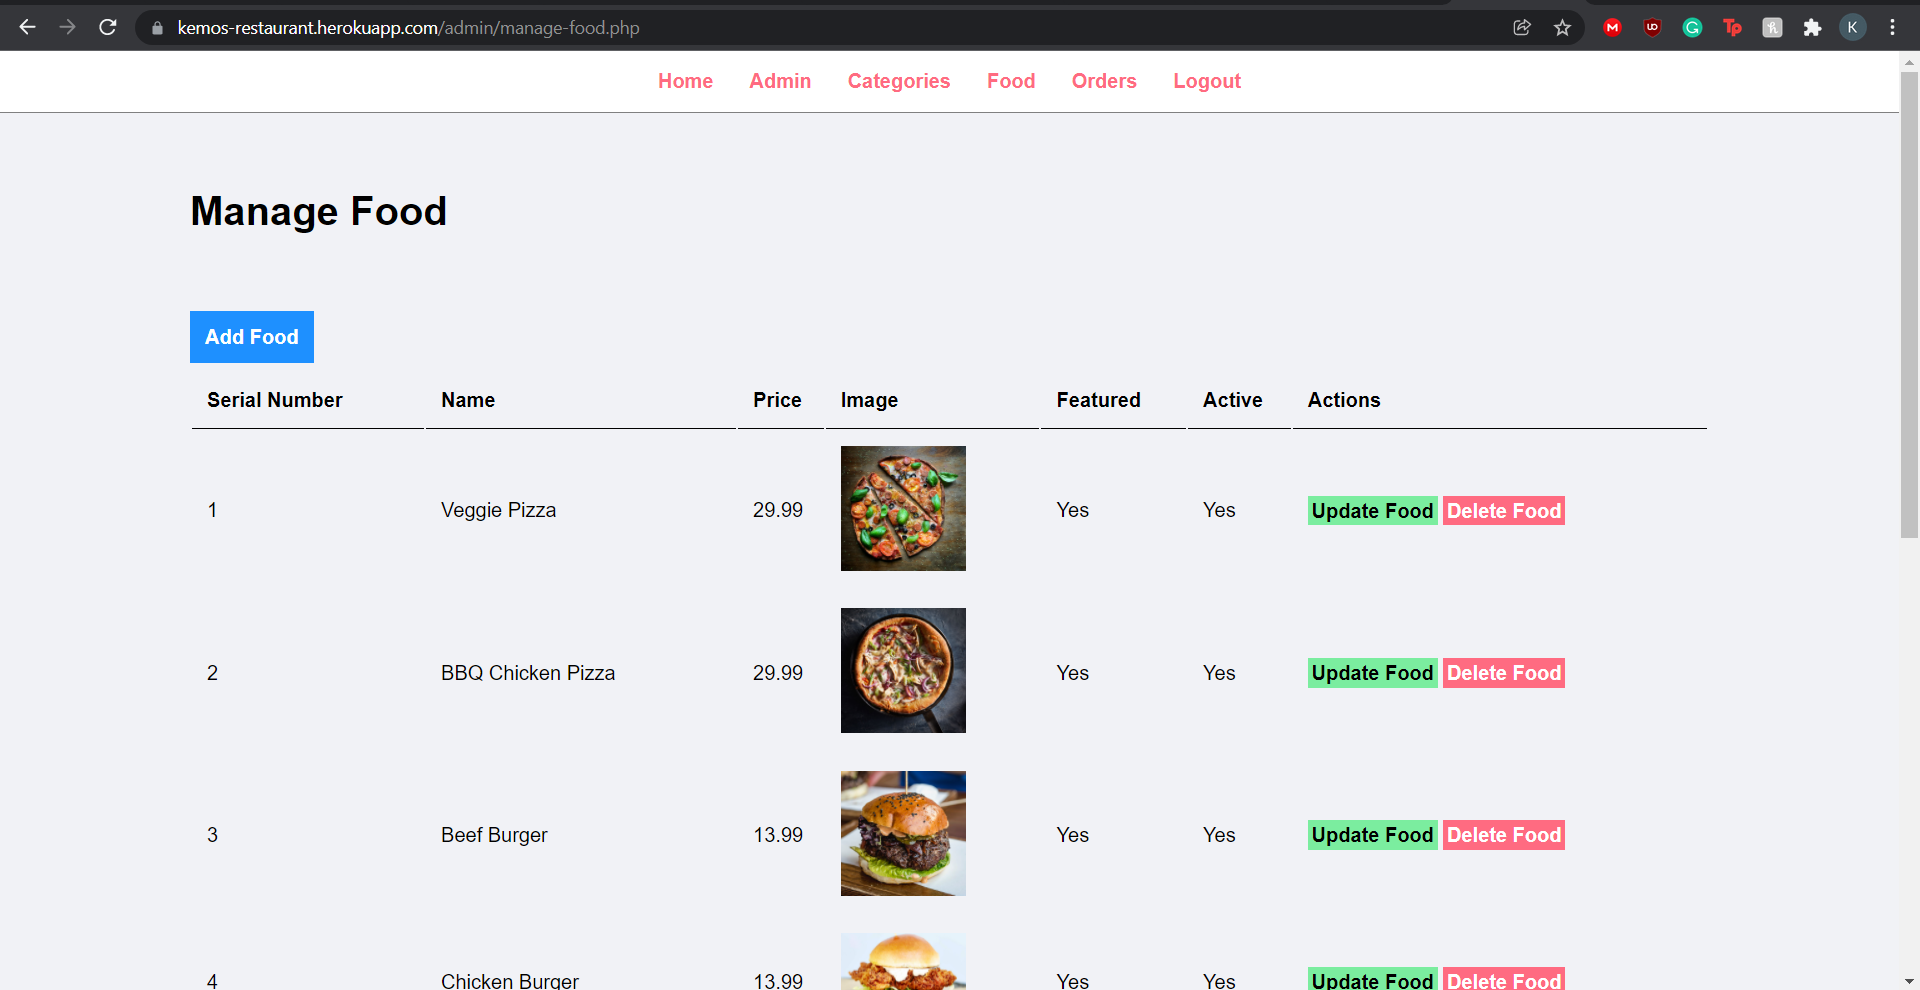 kemos-restaurant.herokuapp.com/admin/manage-food.php
K
Home Admin Categories Food Orders Logout
Manage Food
Add Food
Serial Number Name Price Image Featured Active Actions
1 Veggie Pizza 29.99 Yes Yes Update Food Delete Food
2 BBQ Chicken Pizza 29.99 Yes Yes Update Food Delete Food
3 Beef Burger 13.99 Yes Yes Update Food Delete Food
4 Chicken Burger 13.99 Yes Yes Update Food Delete Food